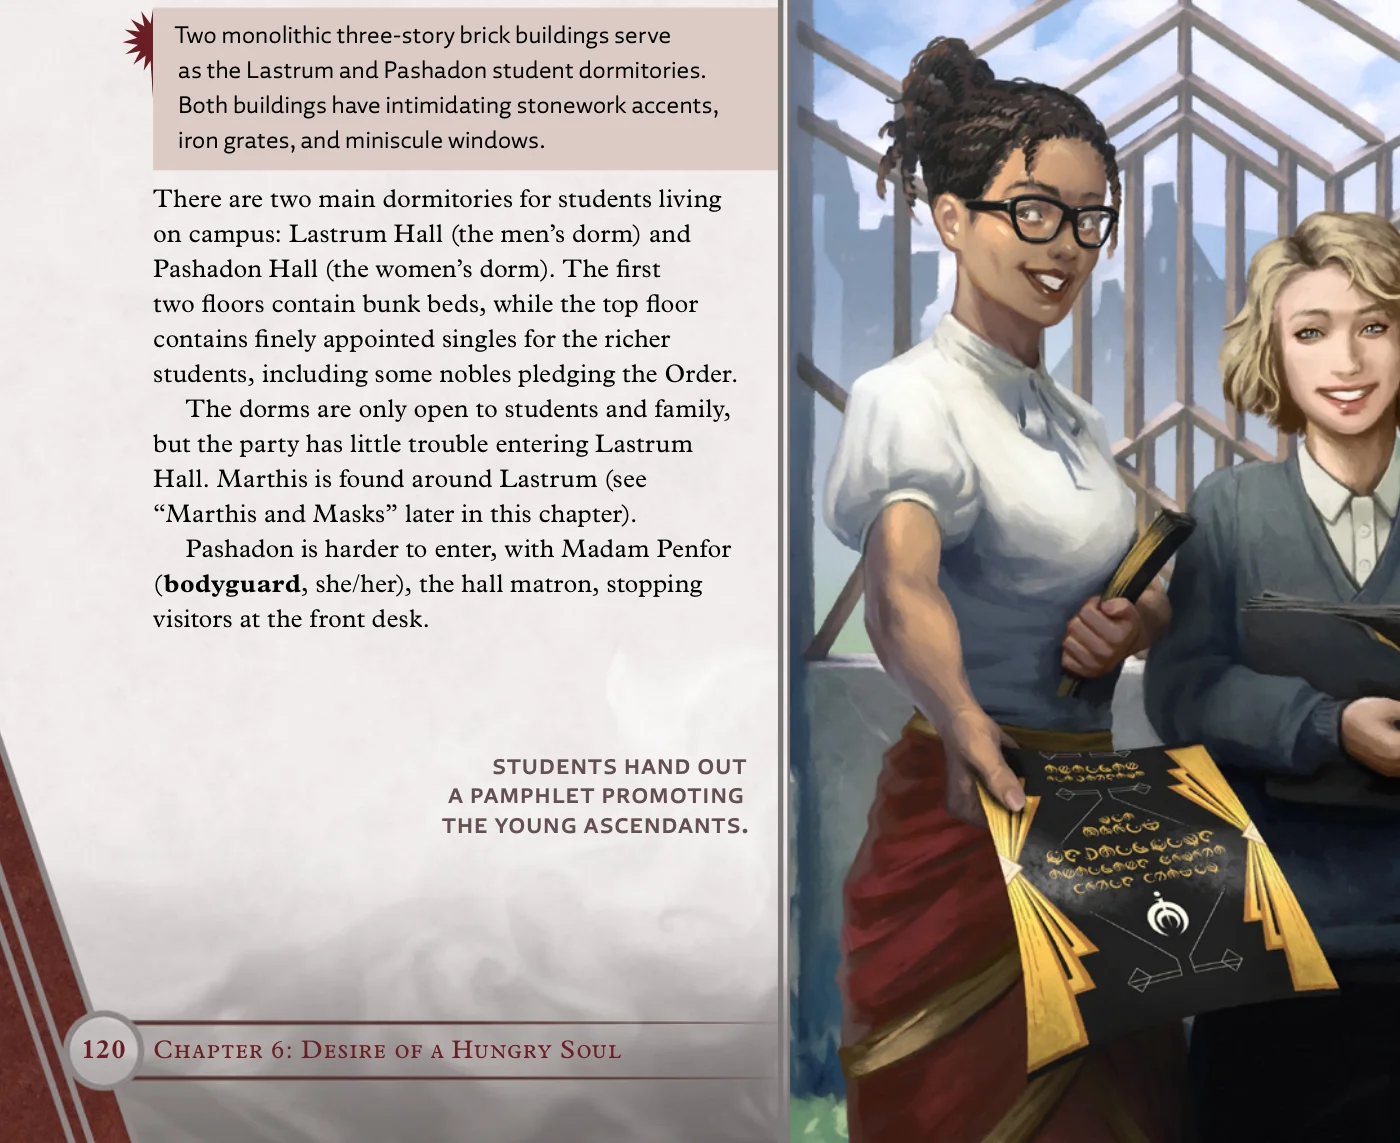 Two monolithic three-story brick buildings serve
as the Lastrum and Pashadon student dormitories.
Both buildings have intimidating stonework accents,
iron grates, and miniscule windows.
There are two main dormitories for students living
on campus: Lastrum Hall (the men’s dorm) and
Pashadon Hall (the women’s dorm). The first
two floors contain bunk beds, while the top floor
contains finely appointed singles for the richer
students, including some nobles pledging the Order.
The dorms are only open to students and family,
but the party has little trouble entering Lastrum
Hall. Marthis is found around Lastrum (see
“Marthis and Masks” later in this chapter).
Pashadon is harder to enter, with Madam Penfor
(bodyguard, she/her), the hall matron, stopping
visitors at the front desk.
STUDENTS HAND OUT
A PAMPHLET PROMOTING
THE YOUNG ASCENDANTS.
120 Chapter 6: Desire of a Hungry Soul